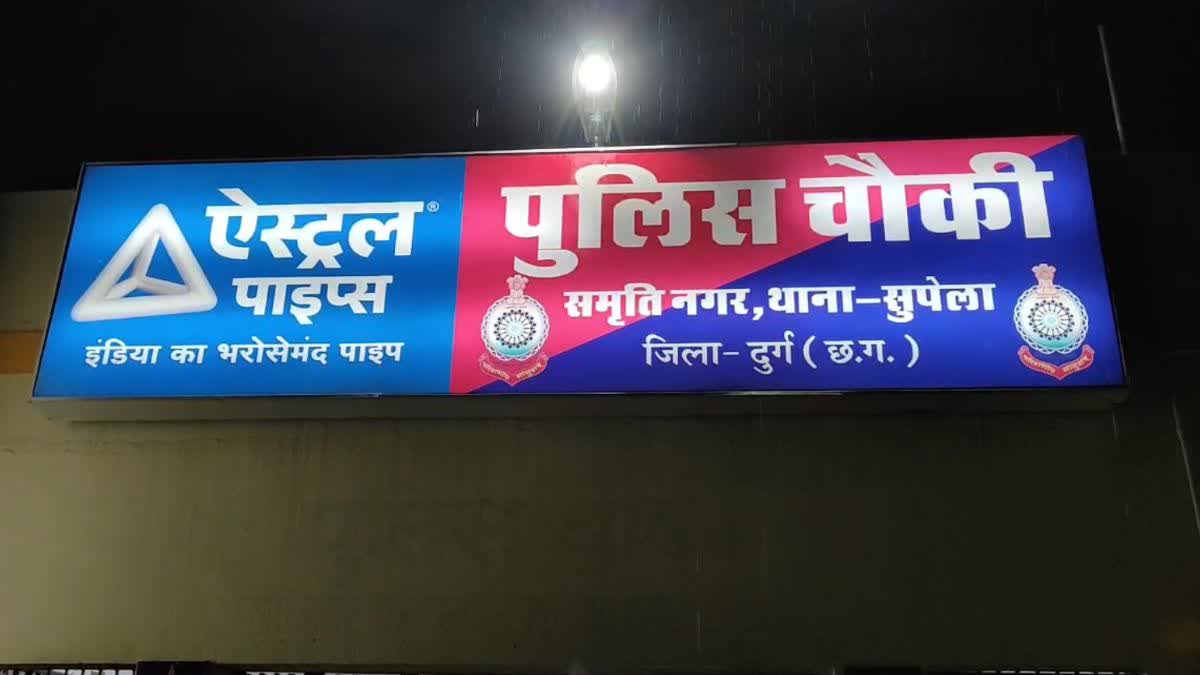 ऐस्ट्रल®
पाइप्स
इंडिया का भरोसेमंद पाइप
पुलिस चौकी
समृति नगर, थाना-सुपेला
जिला- दुर्ग ( छ.ग. )